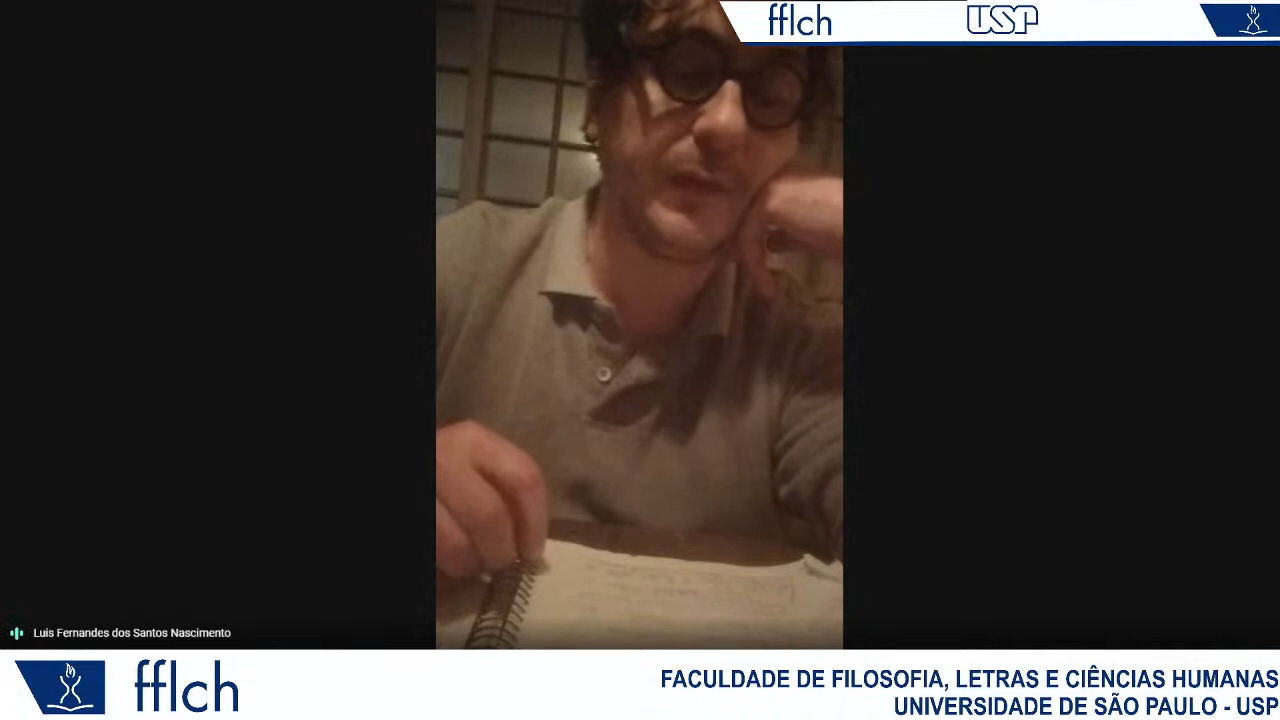 fflch
USP
Luis Fernandes dos Santos Nascimento
fflch
FACULDADE DE FILOSOFIA, LETRAS E CIÊNCIAS HUMANAS
UNIVERSIDADE DE SÃO PAULO - USP